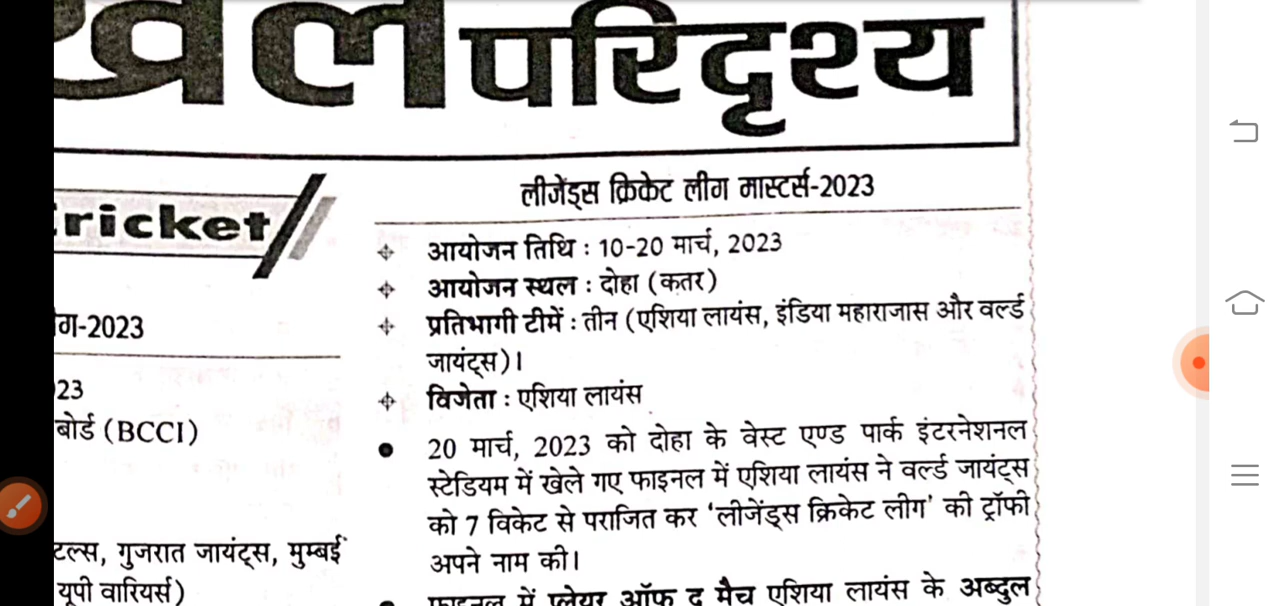 खेल परिदृश्य
ricket
ग-2023
23
बोर्ड (BCCI)
टल्स, गुजरात जायंट्स, मुम्बई
यूपी वारियर्स)
लीजेंड्स क्रिकेट लीग मास्टर्स-2023
आयोजन तिथि : 10-20 मार्च, 2023
आयोजन स्थल : दोहा (कतर)
प्रतिभागी टीमें : तीन (एशिया लायंस, इंडिया महाराजास और वर्ल्ड
जायंट्स)।
विजेता : एशिया लायंस
20 मार्च, 2023 को दोहा के वेस्ट एण्ड पार्क इंटरनेशनल
स्टेडियम में खेले गए फाइनल में एशिया लायंस ने वर्ल्ड जायंट्स
को 7 विकेट से पराजित कर ‘लीजेंड्स क्रिकेट लीग’ की ट्रॉफी
अपने नाम की।
फाइनल में प्लेयर ऑफ द मैच एशिया लायंस के अब्दुल